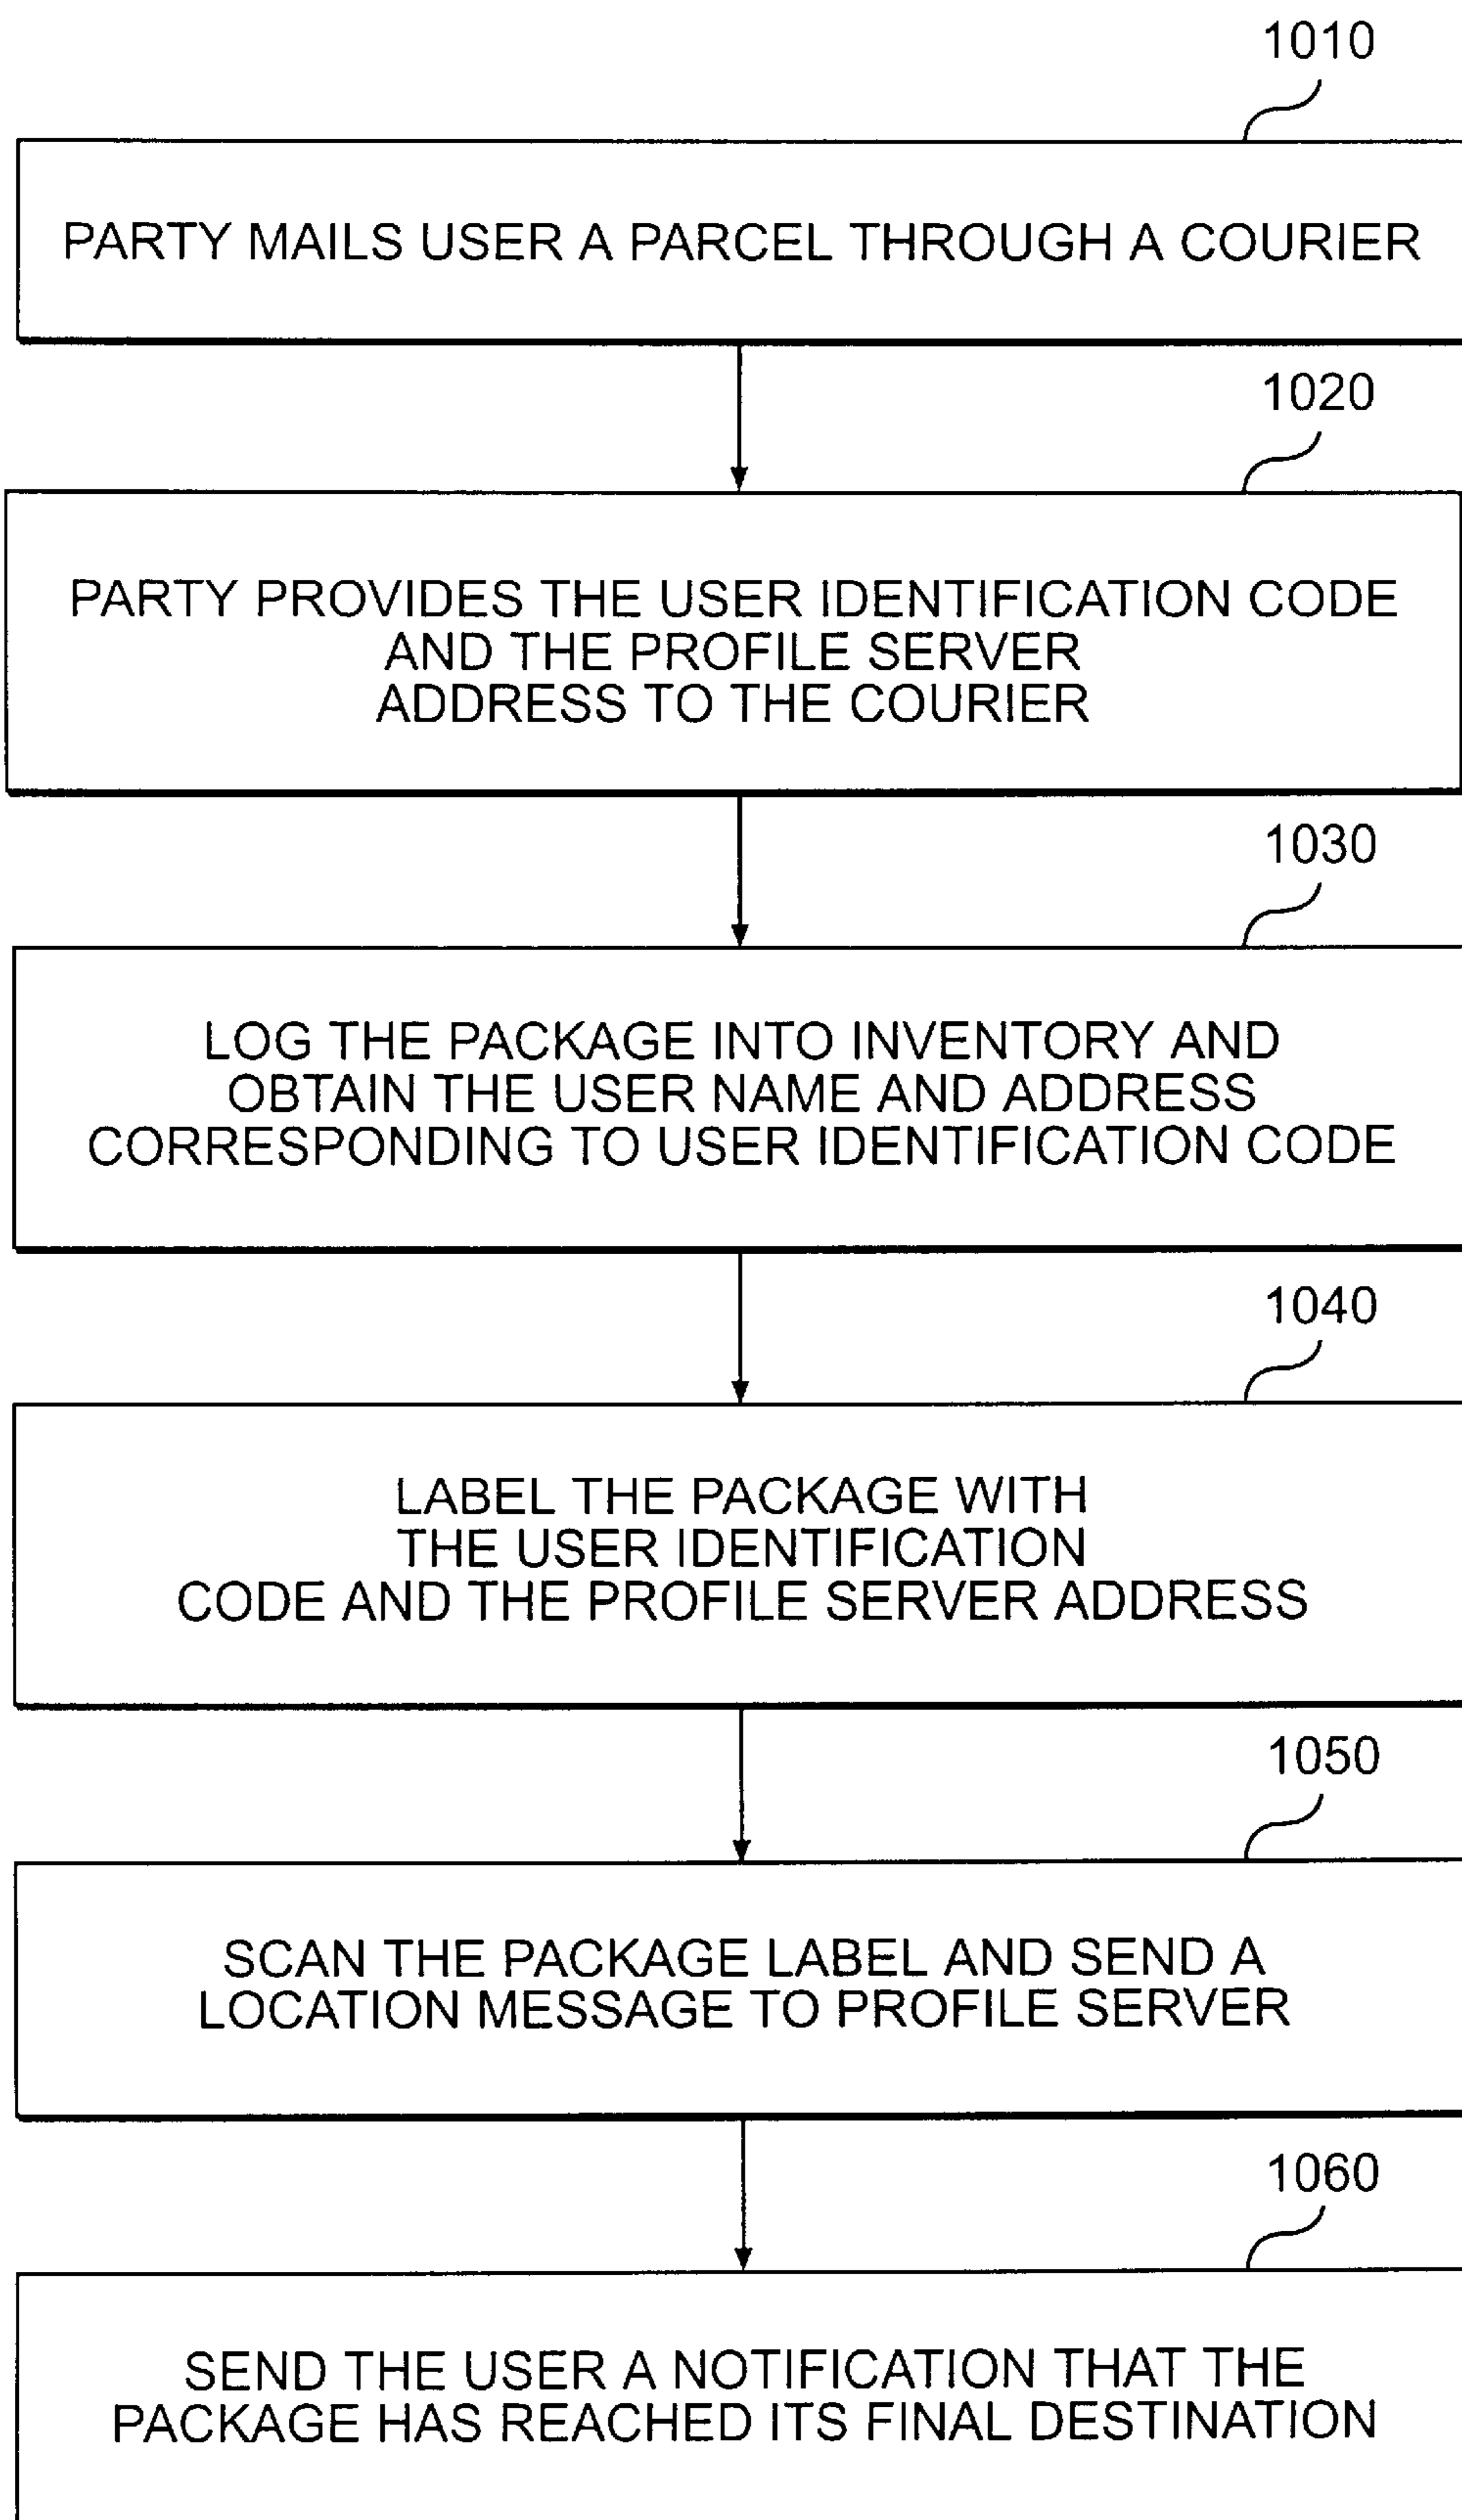 1010
PARTY MAILS USER A PARCEL THROUGH A COURIER
1020
PARTY PROVIDES THE USER IDENTIFICATION CODE
AND THE PROFILE SERVER
ADDRESS TO THE COURIER
1030
LOG THE PACKAGE INTO INVENTORY AND
OBTAIN THE USER NAME AND ADDRESS
CORRESPONDING TO USER IDENTIFICATION CODE
1040
LABEL THE PACKAGE WITH
THE USER IDENTIFICATION
CODE AND THE PROFILE SERVER ADDRESS
1050
SCAN THE PACKAGE LABEL AND SEND A
LOCATION MESSAGE TO PROFILE SERVER
1060
SEND THE USER A NOTIFICATION THAT THE
PACKAGE HAS REACHED ITS FINAL DESTINATION